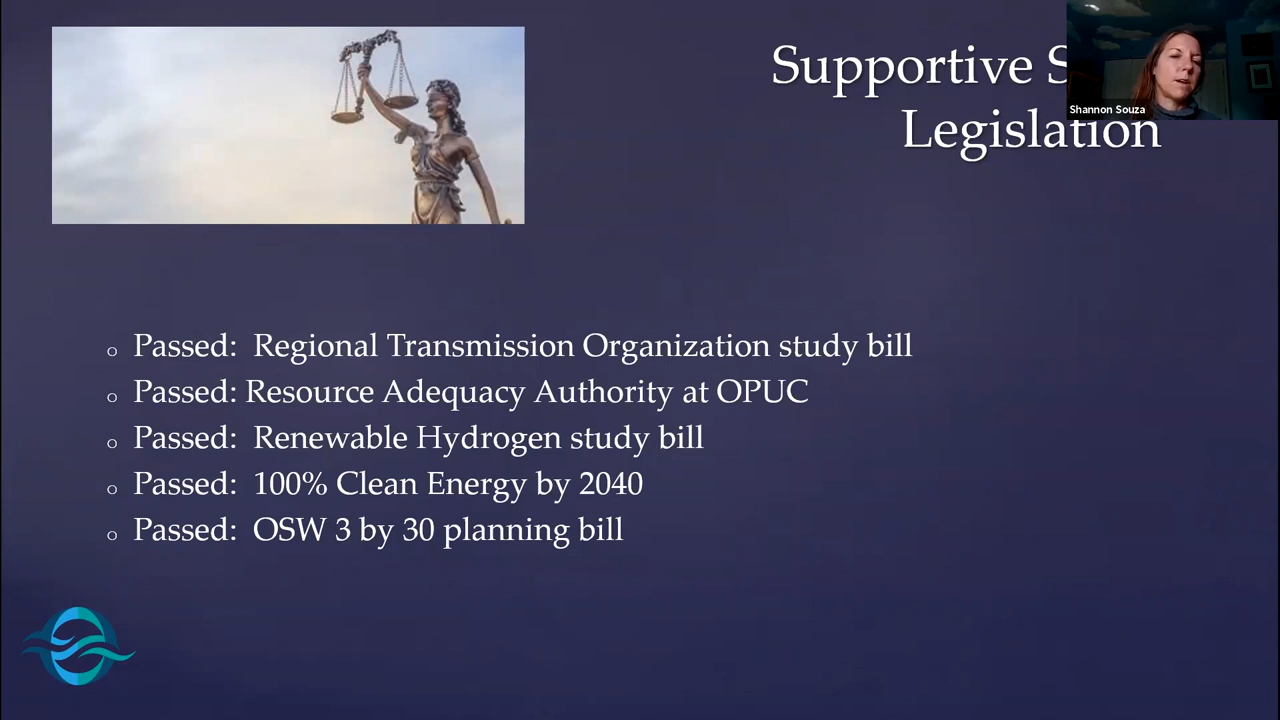 Supportive
Legislation
Shannon Souza
Passed: Regional Transmission Organization study bill
Passed: Resource Adequacy Authority at OPUC
Passed: Renewable Hydrogen study bill
Passed: 100% Clean Energy by 2040
Passed: OSW 3 by 30 planning bill